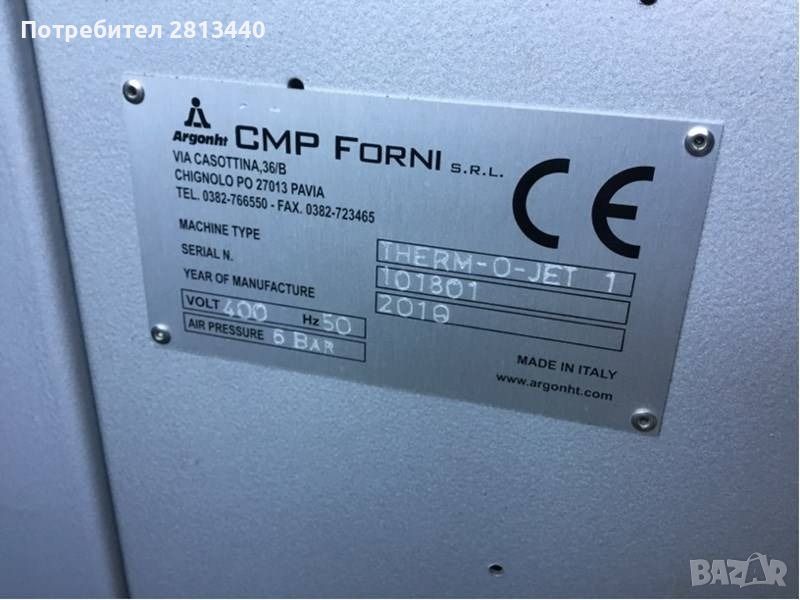 Потребител 2813440
Argonht CMP FORNI S.R.L.
VIA CASOTTINA,36/B
CHIGNOLO PO 27013 PAVIA
TEL. 0382-766550 - FAX. 0382-723465
CE
MACHINE TYPE THERM-O-JET 1
SERIAL N. 101801
YEAR OF MANUFACTURE 2010
VOLT 400 Hz 50
AIR PRESSURE 6 BAR
MADE IN ITALY
www.argonht.com
BAZAR